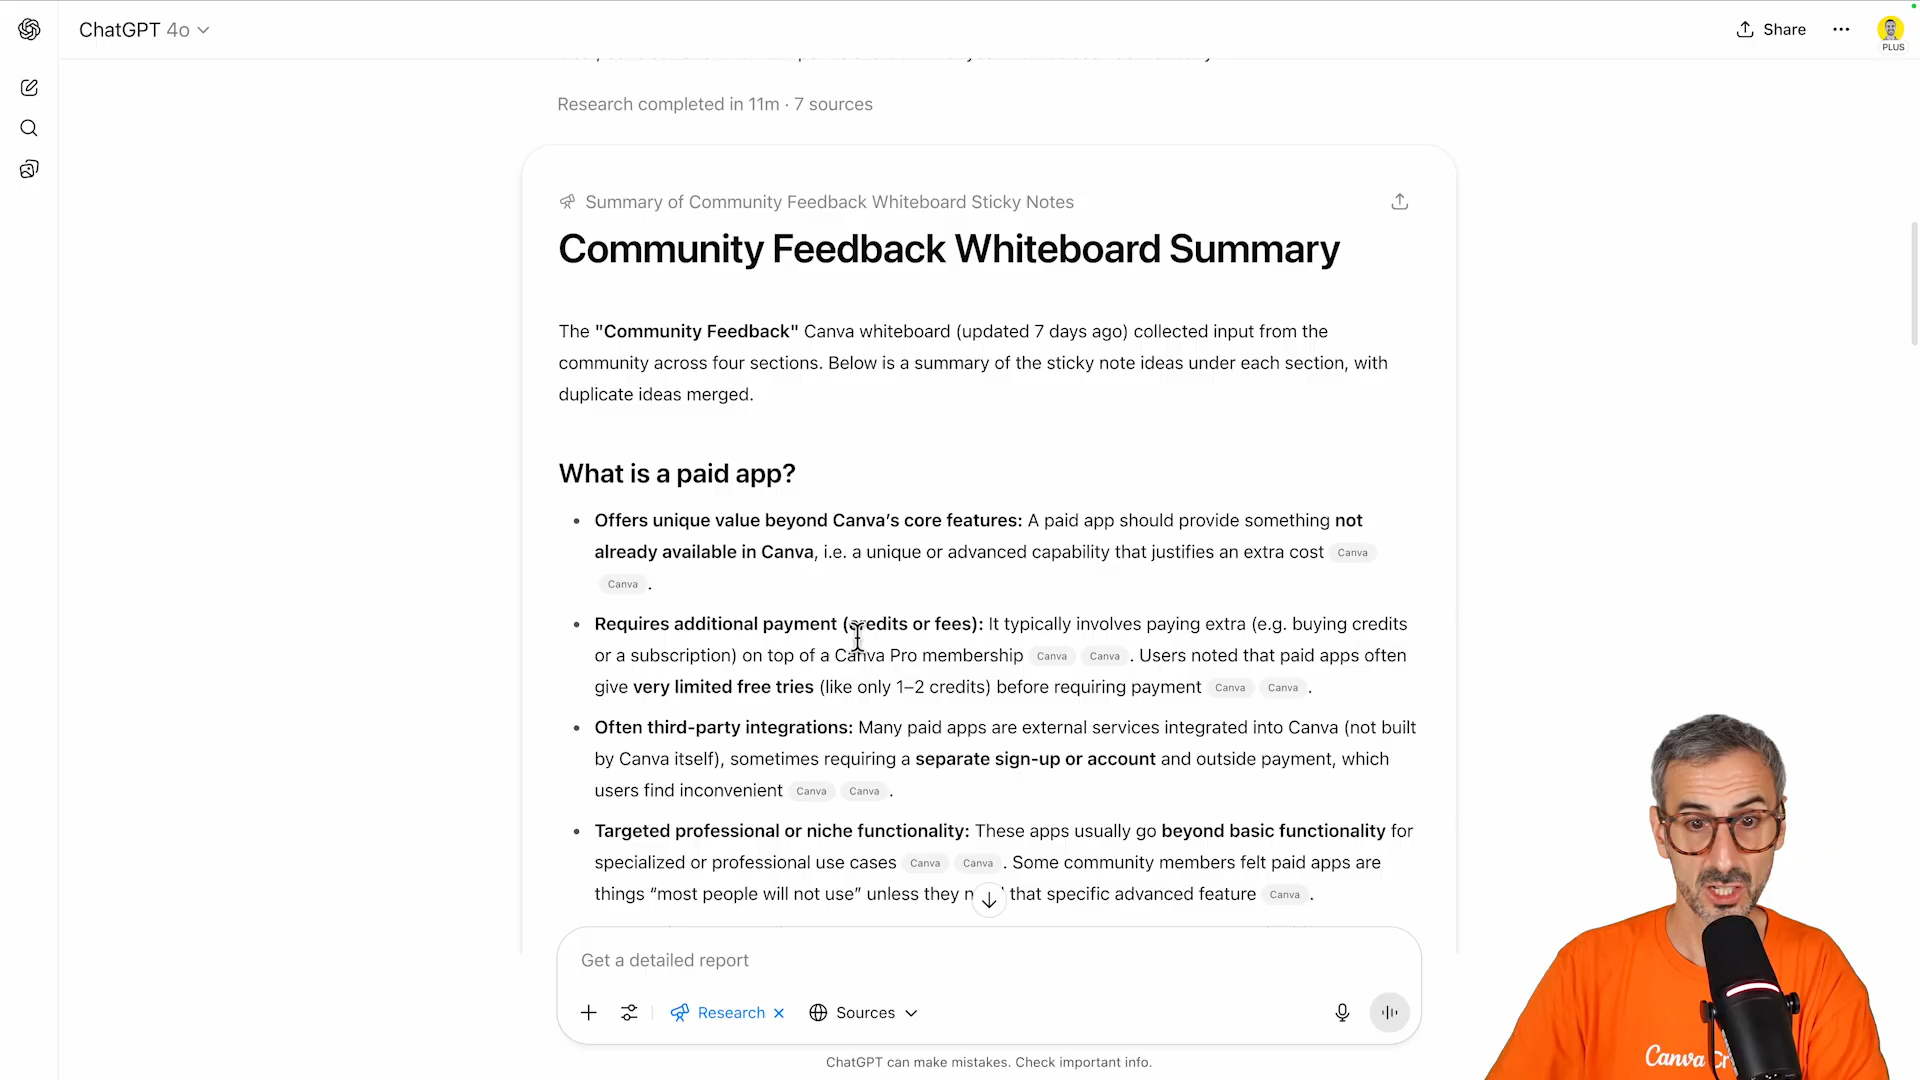 ChatGPT 4o
Share
PLUS
Research completed in 11m · 7 sources
Summary of Community Feedback Whiteboard Sticky Notes
Community Feedback Whiteboard Summary
The "Community Feedback" Canva whiteboard (updated 7 days ago) collected input from the
community across four sections. Below is a summary of the sticky note ideas under each section, with
duplicate ideas merged.
What is a paid app?
• Offers unique value beyond Canva’s core features: A paid app should provide something not
already available in Canva, i.e. a unique or advanced capability that justifies an extra cost Canva
Canva .
• Requires additional payment (credits or fees): It typically involves paying extra (e.g. buying credits
or a subscription) on top of a Canva Pro membership Canva Canva . Users noted that paid apps often
give very limited free tries (like only 1–2 credits) before requiring payment Canva Canva .
• Often third-party integrations: Many paid apps are external services integrated into Canva (not built
by Canva itself), sometimes requiring a separate sign-up or account and outside payment, which
users find inconvenient Canva Canva .
• Targeted professional or niche functionality: These apps usually go beyond basic functionality for
specialized or professional use cases Canva Canva . Some community members felt paid apps are
things “most people will not use” unless they that specific advanced feature Canva .
Get a detailed report
Research
Sources
ChatGPT can make mistakes. Check important info.
Canva